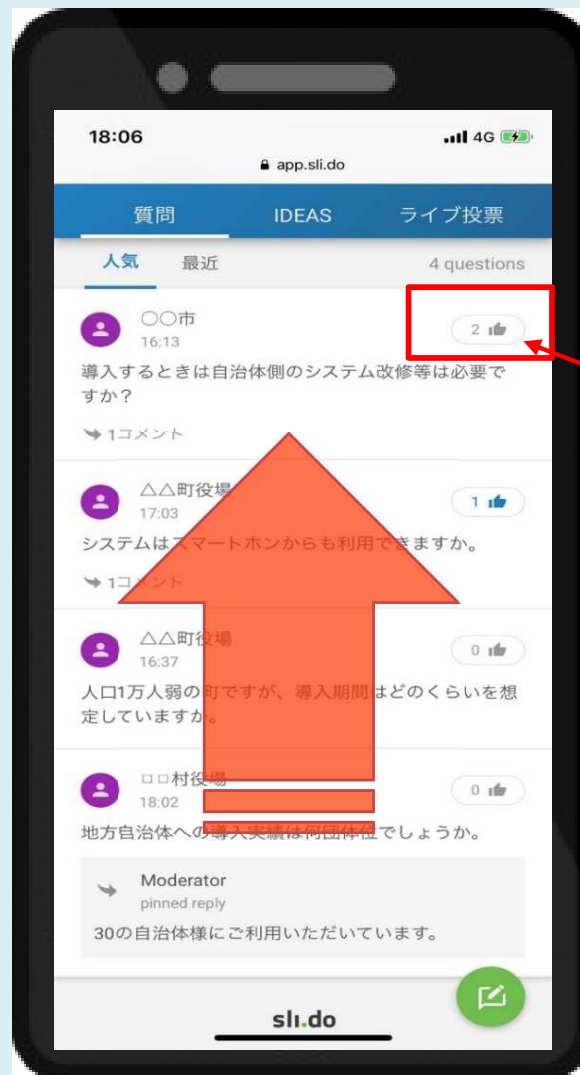 18:06
4G
app.sli.do
質問 IDEAS ライブ投票
人気 最近 4 questions
〇〇市
16:13
2
導入するときは自治体側のシステム改修等は必要で
すか?
1コメント
△△町役場
17:03
1
システムはスマートホンからも利用できますか。
1コメント
△△町役場
16:37
0
人口1万人弱の町ですが、導入期間はどのくらいを想
定していますか。
□□村役場
18:02
0
地方自治体への導入実績は何団体位でしょうか。
Moderator
pinned reply
30の自治体様にご利用いただいています。
sli.do